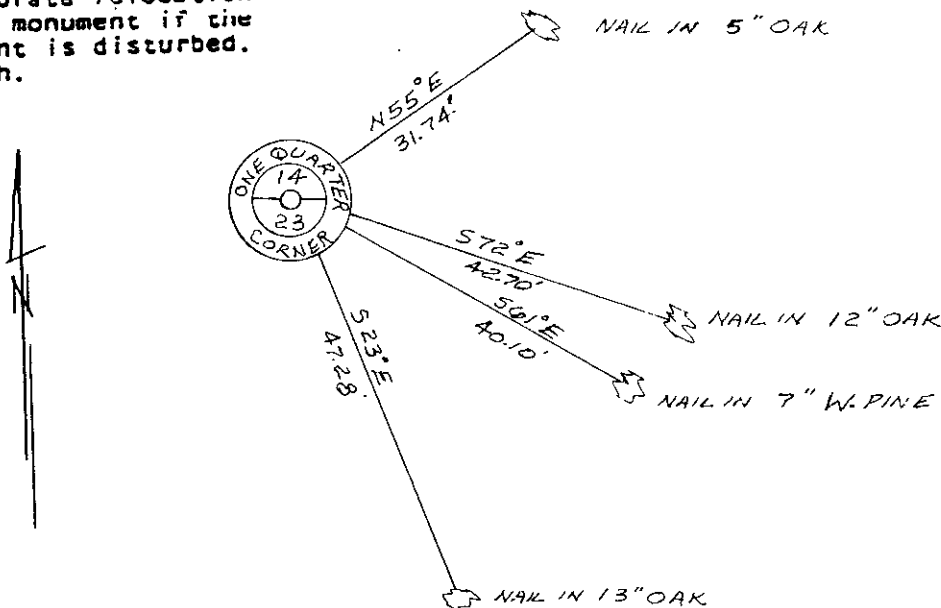 monument if the
nt is disturbed.
h.
NAIL IN 5" OAK
N55°E
31.74'
ONE QUARTER
14
23
CORNER
S72°E
42.70'
NAIL IN 12" OAK
S61°E
40.10'
NAIL IN 7" W. PINE
S23°E
47.28'
NAIL IN 13" OAK
N